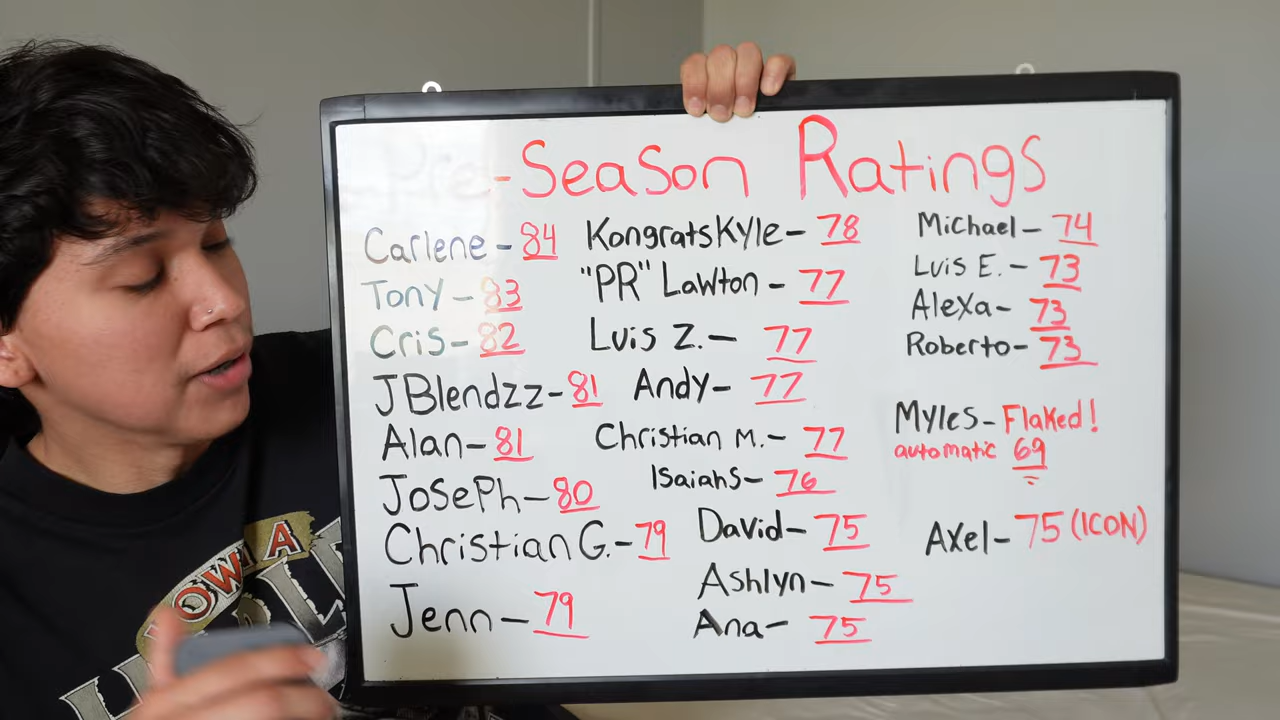 Pre-Season Ratings
Carlene - 84
Tony - 83
Cris - 82
JBlendzz - 81
Alan - 81
Joseph - 80
Christian G. - 79
Jenn - 79
KongratsKyle - 78
"PR" Lawton - 77
Luis Z. - 77
Andy - 77
Christian M. - 77
Isaiahs - 76
David - 75
Ashlyn - 75
Ana - 75
Michael - 74
Luis E. - 73
Alexa - 73
Roberto - 73
Myles - Flaked!
automatic 69
Axel - 75 (ICON)